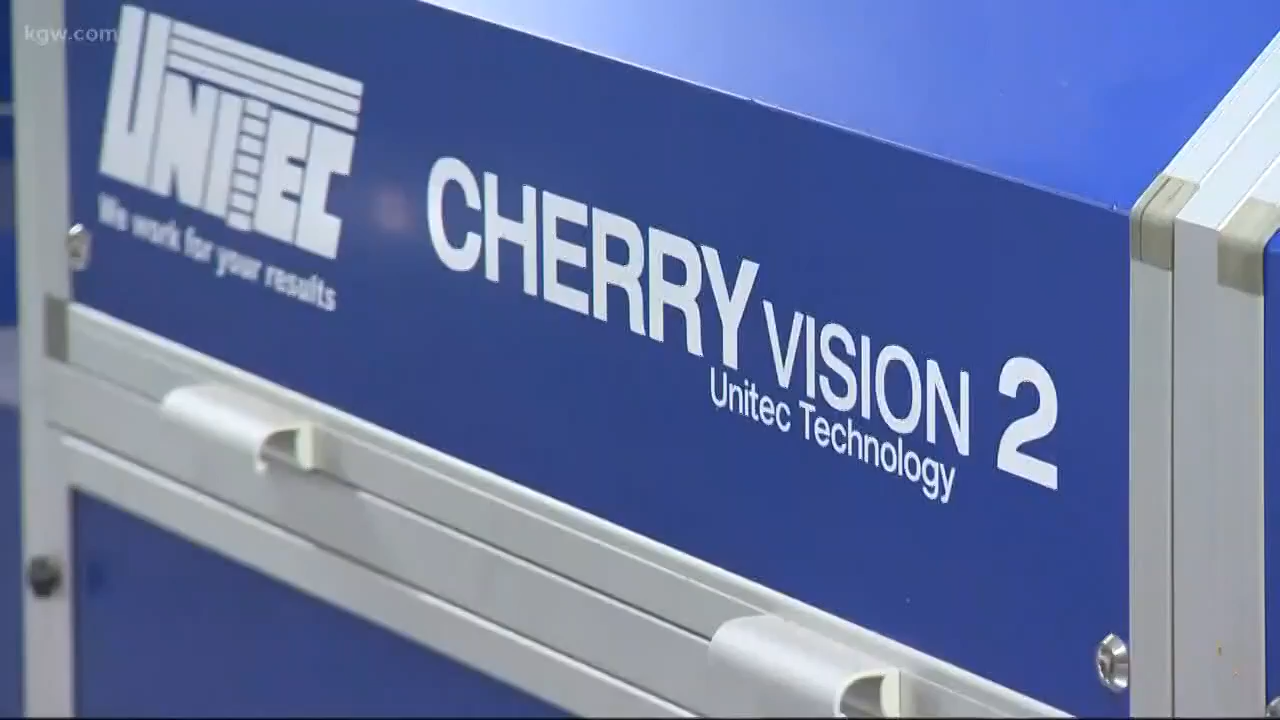 kgw.com
UNITEC
We work for your results
CHERRY VISION 2
Unitec Technology